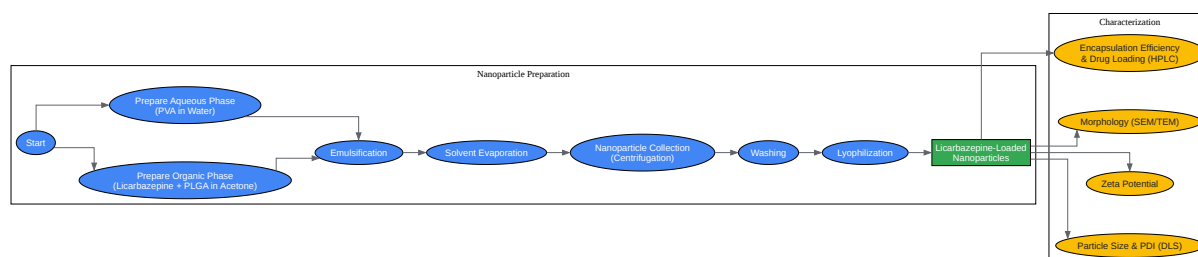 Characterization
Encapsulation Efficiency
& Drug Loading (HPLC)
Nanoparticle Preparation
Prepare Aqueous Phase
(PVA in Water)
Morphology (SEM/TEM)
Start
Emulsification
Solvent Evaporation
Nanoparticle Collection
(Centrifugation)
Washing
Lyophilization
Licarbazepine-Loaded
Nanoparticles
Prepare Organic Phase
(Licarbazepine + PLGA in Acetone)
Zeta Potential
Particle Size & PDI (DLS)